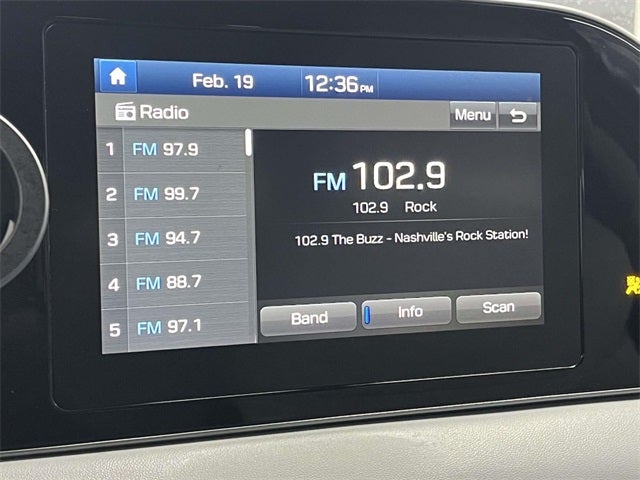 Feb. 19 12:36 PM
Radio Menu
1 FM 97.9
2 FM 99.7
3 FM 94.7
4 FM 88.7
5 FM 97.1
FM 102.9
102.9 Rock
102.9 The Buzz - Nashville's Rock Station!
Band Info Scan